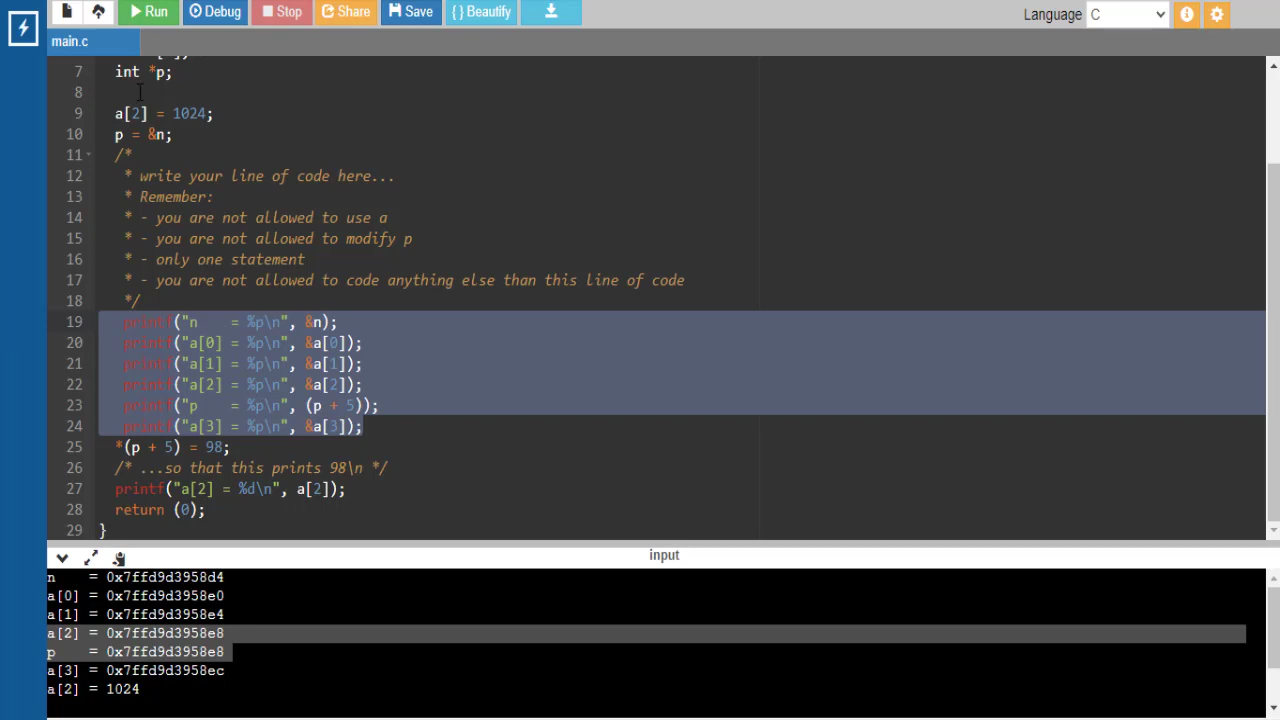 Run Debug Stop Share Save { } Beautify Language C
main.c
7 int *p;
8
9 a[2] = 1024;
10 p = &n;
11 /*
12 * write your line of code here...
13 * Remember:
14 * - you are not allowed to use a
15 * - you are not allowed to modify p
16 * - only one statement
17 * - you are not allowed to code anything else than this line of code
18 */
19 printf("n    = %p\n", &n);
20 printf("a[0] = %p\n", &a[0]);
21 printf("a[1] = %p\n", &a[1]);
22 printf("a[2] = %p\n", &a[2]);
23 printf("p    = %p\n", (p + 5));
24 printf("a[3] = %p\n", &a[3]);
25 *(p + 5) = 98;
26 /* ...so that this prints 98\n */
27 printf("a[2] = %d\n", a[2]);
28 return (0);
29 }
input
n    = 0x7ffd9d3958d4
a[0] = 0x7ffd9d3958e0
a[1] = 0x7ffd9d3958e4
a[2] = 0x7ffd9d3958e8
p    = 0x7ffd9d3958e8
a[3] = 0x7ffd9d3958ec
a[2] = 1024